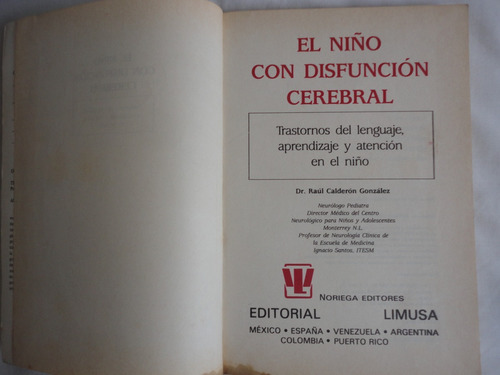 EL NIÑO
CON DISFUNCIÓN
CEREBRAL
Trastornos del lenguaje,
aprendizaje y atención
en el niño
Dr. Raúl Calderón González
Neurólogo Pediatra
Director Médico del Centro
Neurológico para Niños y Adolescentes
Monterrey N.L.
Profesor de Neurología Clínica de
la Escuela de Medicina
Ignacio Santos, ITESM
NORIEGA EDITORES
EDITORIAL LIMUSA
MÉXICO • ESPAÑA • VENEZUELA • ARGENTINA
COLOMBIA • PUERTO RICO